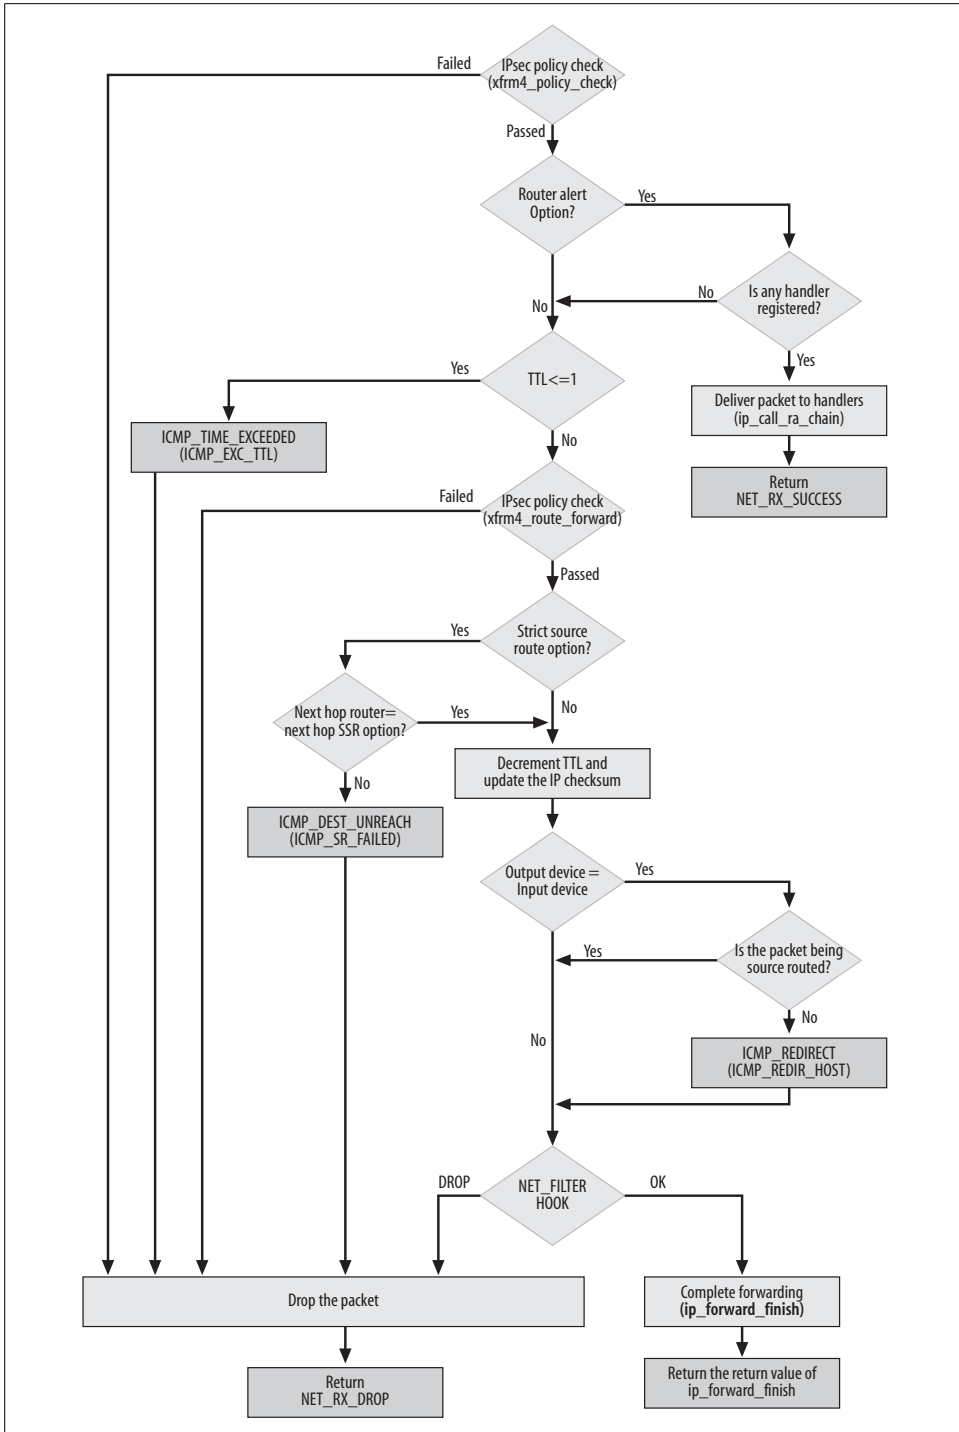 Failed
IPsec policy check
(xfrm4_policy_check)
Passed
Router alert
Option?
Yes
No
Is any handler
registered?
No
Yes
TTL<=1
Yes
Deliver packet to handlers
(ip_call_ra_chain)
ICMP_TIME_EXCEEDED
(ICMP_EXC_TTL)
No
Return
NET_RX_SUCCESS
Failed
IPsec policy check
(xfrm4_route_forward)
Passed
Yes
Strict source
route option?
Next hop router=
next hop SSR option?
Yes
No
Decrement TTL and
update the IP checksum
No
ICMP_DEST_UNREACH
(ICMP_SR_FAILED)
Output device =
Input device
Yes
Yes
Is the packet being
source routed?
No
No
ICMP_REDIRECT
(ICMP_REDIR_HOST)
DROP
NET_FILTER
HOOK
OK
Drop the packet
Complete forwarding
(ip_forward_finish)
Return
NET_RX_DROP
Return the return value of
ip_forward_finish